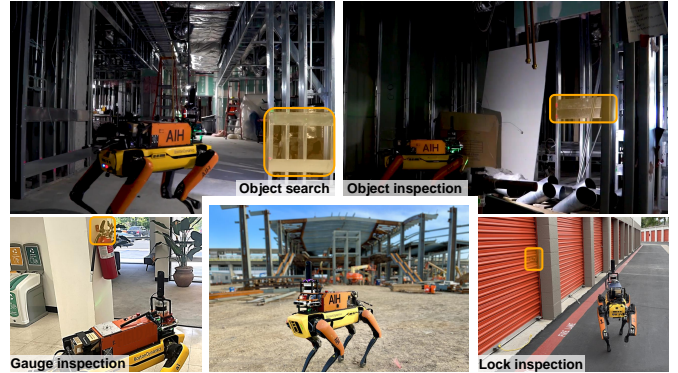 AIH
Object search
AIH
Object inspection
Gauge inspection
AIH
Lock inspection